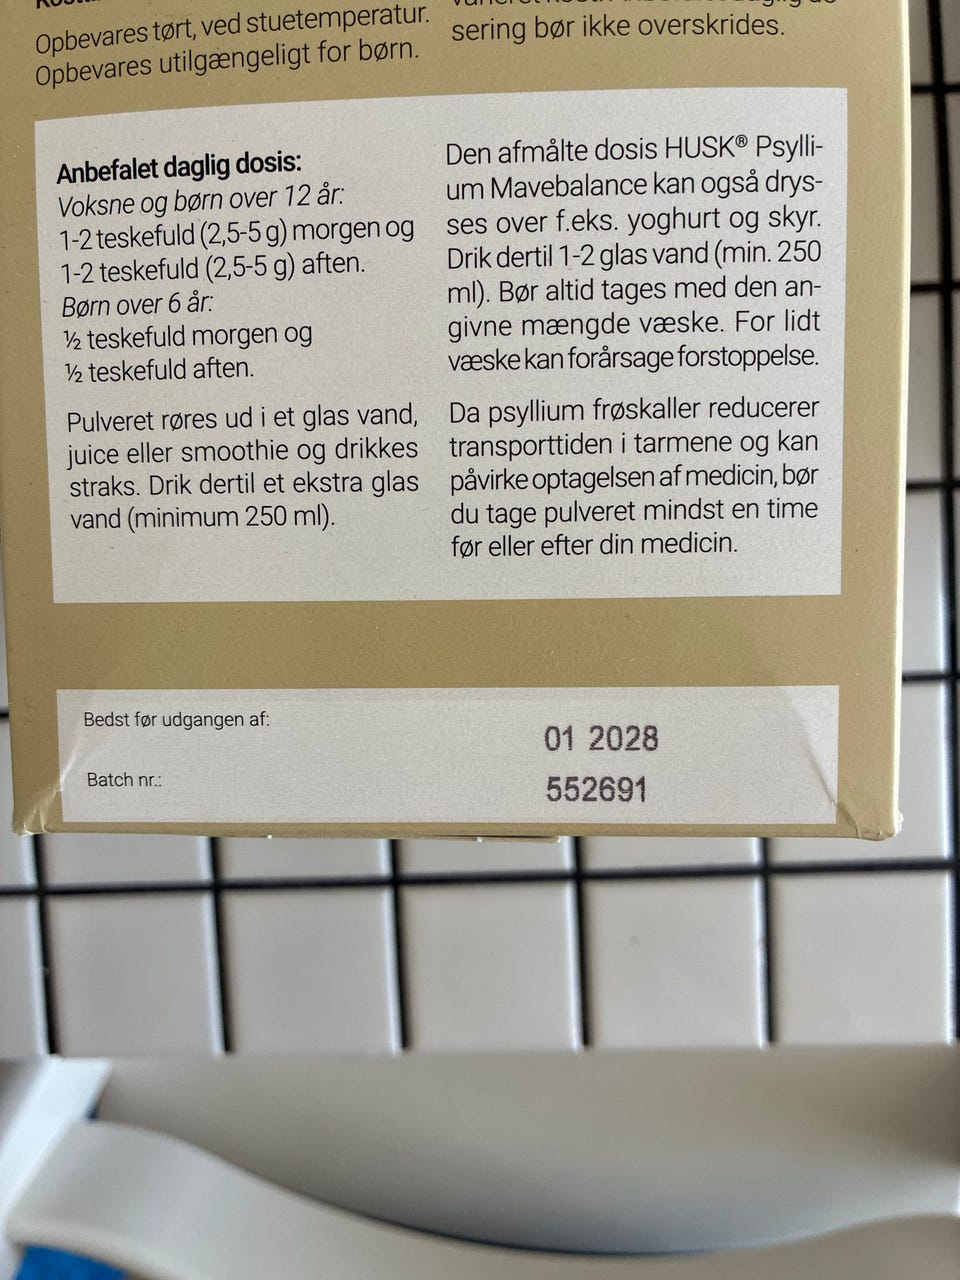 Opbevares tørt, ved stuetemperatur.
Opbevares utilgængeligt for børn.
sering bør ikke overskrides.
Anbefalet daglig dosis:
Voksne og børn over 12 år:
1-2 teskefuld (2,5-5 g) morgen og
1-2 teskefuld (2,5-5 g) aften.
Børn over 6 år:
½ teskefuld morgen og
½ teskefuld aften.
Pulveret røres ud i et glas vand,
juice eller smoothie og drikkes
straks. Drik dertil et ekstra glas
vand (minimum 250 ml).
Den afmålte dosis HUSK® Psylli-
um Mavebalance kan også drys-
ses over f.eks. yoghurt og skyr.
Drik dertil 1-2 glas vand (min. 250
ml). Bør altid tages med den an-
givne mængde væske. For lidt
væske kan forårsage forstoppelse.
Da psyllium frøskaller reducerer
transporttiden i tarmene og kan
påvirke optagelsen af medicin, bør
du tage pulveret mindst en time
før eller efter din medicin.
Bedst før udgangen af:
01 2028
Batch nr.:
552691